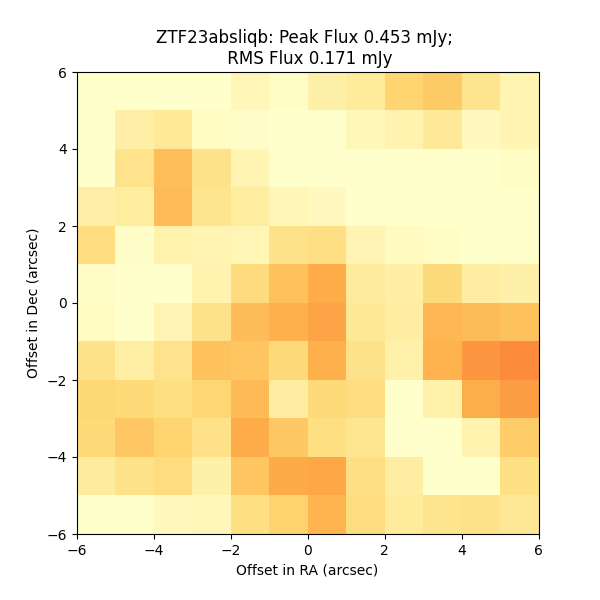 ZTF23absliqb: Peak Flux 0.453 mJy;
RMS Flux 0.171 mJy
6
4
2
0
−2
−4
−6
Offset in Dec (arcsec)
−6 −4 −2 0 2 4 6
Offset in RA (arcsec)